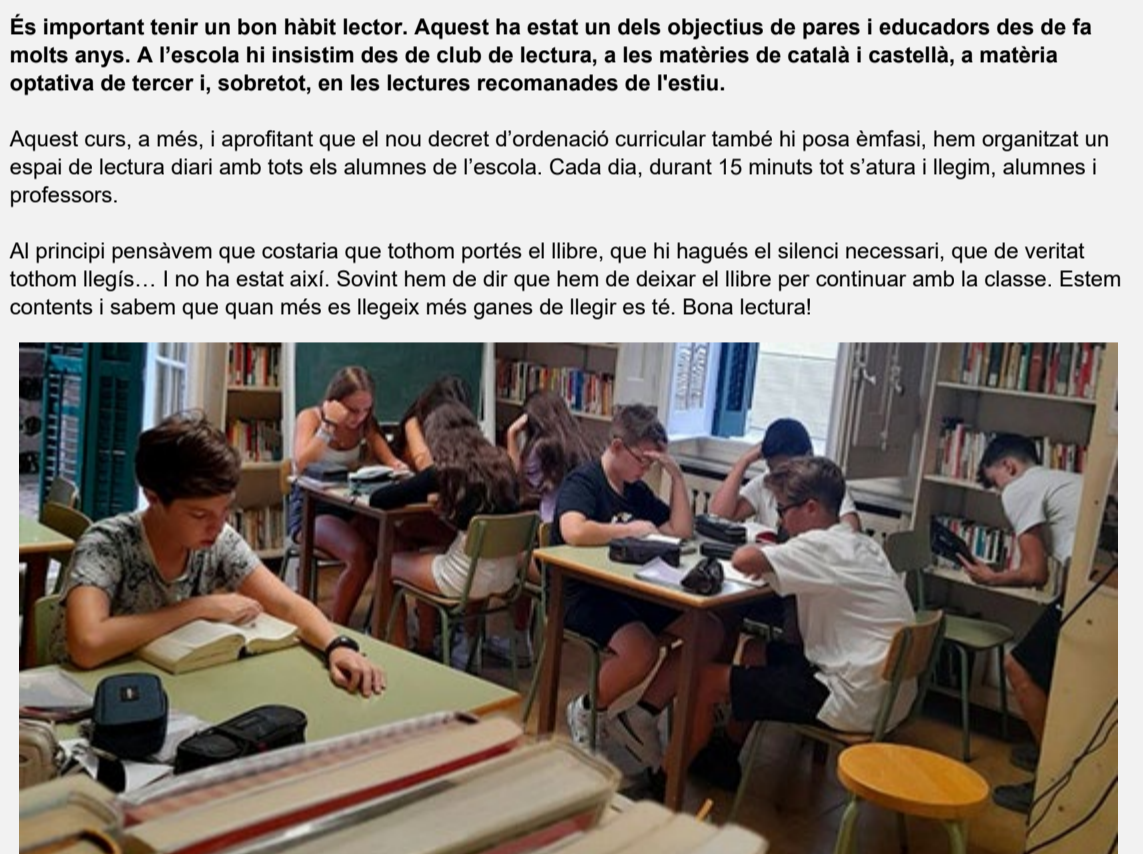 És important tenir un bon hàbit lector. Aquest ha estat un dels objectius de pares i educadors des de fa
molts anys. A l’escola hi insistim des de club de lectura, a les matèries de català i castellà, a matèria
optativa de tercer i, sobretot, en les lectures recomanades de l'estiu.
Aquest curs, a més, i aprofitant que el nou decret d’ordenació curricular també hi posa èmfasi, hem organitzat un
espai de lectura diari amb tots els alumnes de l’escola. Cada dia, durant 15 minuts tot s’atura i llegim, alumnes i
professors.
Al principi pensàvem que costaria que tothom portés el llibre, que hi hagués el silenci necessari, que de veritat
tothom llegís… I no ha estat així. Sovint hem de dir que hem de deixar el llibre per continuar amb la classe. Estem
contents i sabem que quan més es llegeix més ganes de llegir es té. Bona lectura!